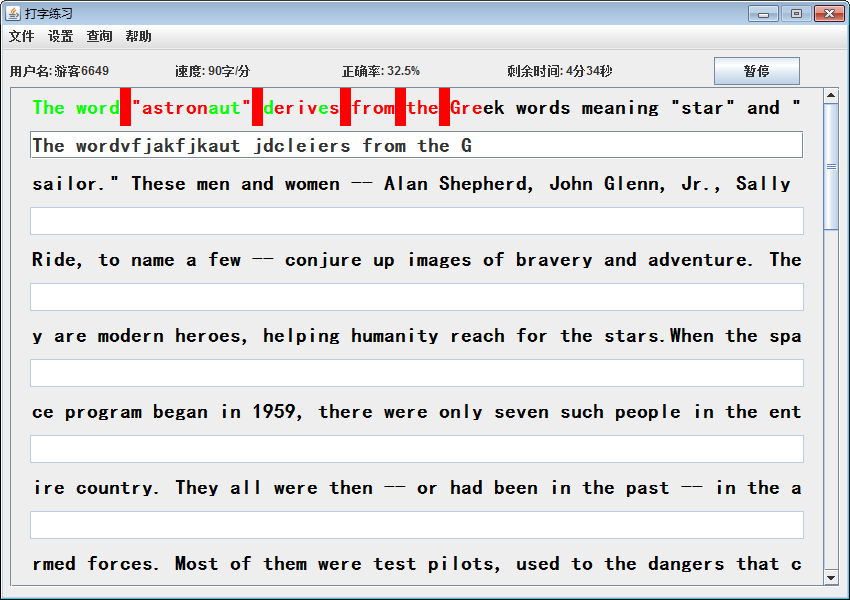 打字练习
文件 设置 查询 帮助
用户名: 游客6649 速度: 90字/分 正确率: 32.5% 剩余时间: 4分34秒 暂停
The word "astronaut" derives from the Greek words meaning "star" and "
The wordvfjakfjkaut jdcleiers from the G
sailor." These men and women -- Alan Shepherd, John Glenn, Jr., Sally
Ride, to name a few -- conjure up images of bravery and adventure. The
y are modern heroes, helping humanity reach for the stars.When the spa
ce program began in 1959, there were only seven such people in the ent
ire country. They all were then -- or had been in the past -- in the a
rmed forces. Most of them were test pilots, used to the dangers that c